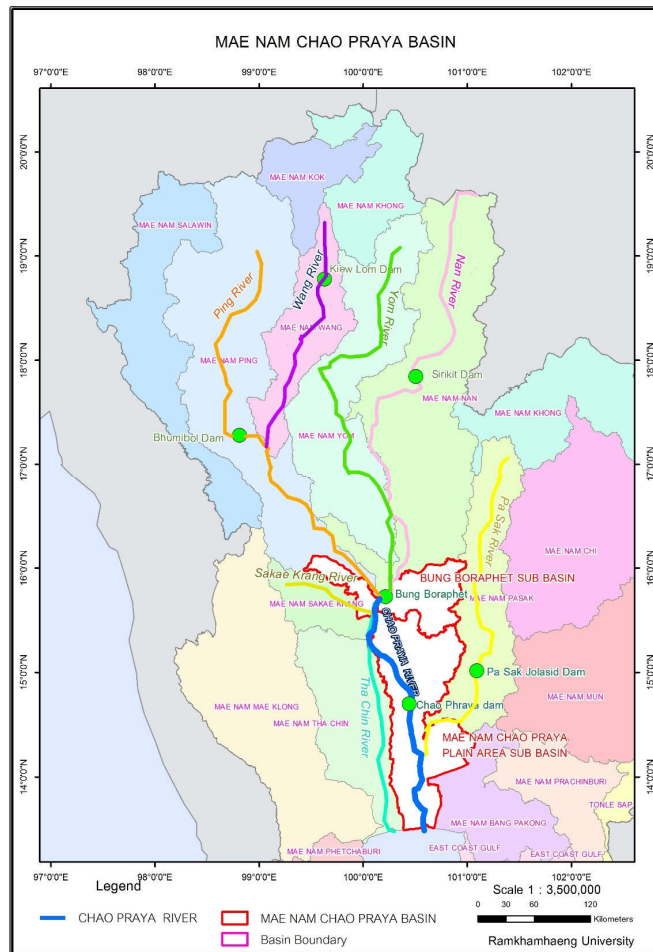 MAE NAM CHAO PRAYA BASIN
97°0'0"E 98°0'0"E 99°0'0"E 100°0'0"E 101°0'0"E 102°0'0"E
20°0'0"N
20°0'0"N
MAE NAM KOK
MAE NAM KHONG
MAE NAM SALAWIN
19°0'0"N
19°0'0"N
Ping River
Wang River
Kiew Lom Dam
Yom River
Nan River
MAE NAM WANG
18°0'0"N
18°0'0"N
MAE NAM PING
Sirikit Dam
MAE NAM NAN
MAE NAM KHONG
Bhumibol Dam
MAE NAM YOM
17°0'0"N
17°0'0"N
Pa Sak River
MAE NAM CHI
16°0'0"N
16°0'0"N
Sakae Krang River
BUNG BORAPHET SUB BASIN
Bung Boraphet
MAE NAM PASAK
MAE NAM SAKAE KRANG
CHAO PRAYA RIVER
15°0'0"N
15°0'0"N
Pa Sak Jolasid Dam
MAE NAM MUN
MAE NAM MAE KLONG
MAE NAM THA CHIN
Tha Chin River
Chao Phraya dam
MAE NAM CHAO PRAYA
PLAIN AREA SUB BASIN
14°0'0"N
14°0'0"N
MAE NAM PRACHINBURI
TONLE SAP
MAE NAM BANG PAKONG
MAE NAM PHETCHABURI
EAST COAST GULF
EAST COAST GULF
97°0'0"E 98°0'0"E 99°0'0"E 100°0'0"E 101°0'0"E 102°0'0"E
Legend
Scale 1 : 3,500,000
CHAO PRAYA RIVER
MAE NAM CHAO PRAYA BASIN
Basin Boundary
0 30 60 120
Kilometers
Ramkhamhaeng University